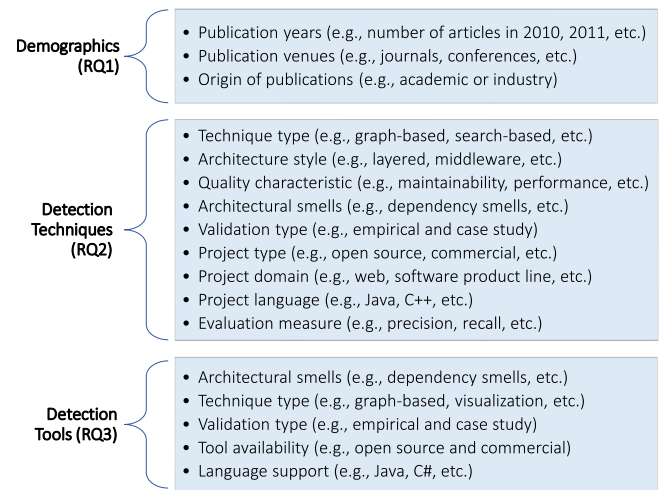 Demographics
(RQ1)
• Publication years (e.g., number of articles in 2010, 2011, etc.)
• Publication venues (e.g., journals, conferences, etc.)
• Origin of publications (e.g., academic or industry)
Detection
Techniques
(RQ2)
• Technique type (e.g., graph-based, search-based, etc.)
• Architecture style (e.g., layered, middleware, etc.)
• Quality characteristic (e.g., maintainability, performance, etc.)
• Architectural smells (e.g., dependency smells, etc.)
• Validation type (e.g., empirical and case study)
• Project type (e.g., open source, commercial, etc.)
• Project domain (e.g., web, software product line, etc.)
• Project language (e.g., Java, C++, etc.)
• Evaluation measure (e.g., precision, recall, etc.)
Detection
Tools (RQ3)
• Architectural smells (e.g., dependency smells, etc.)
• Technique type (e.g., graph-based, visualization, etc.)
• Validation type (e.g., empirical and case study)
• Tool availability (e.g., open source and commercial)
• Language support (e.g., Java, C#, etc.)